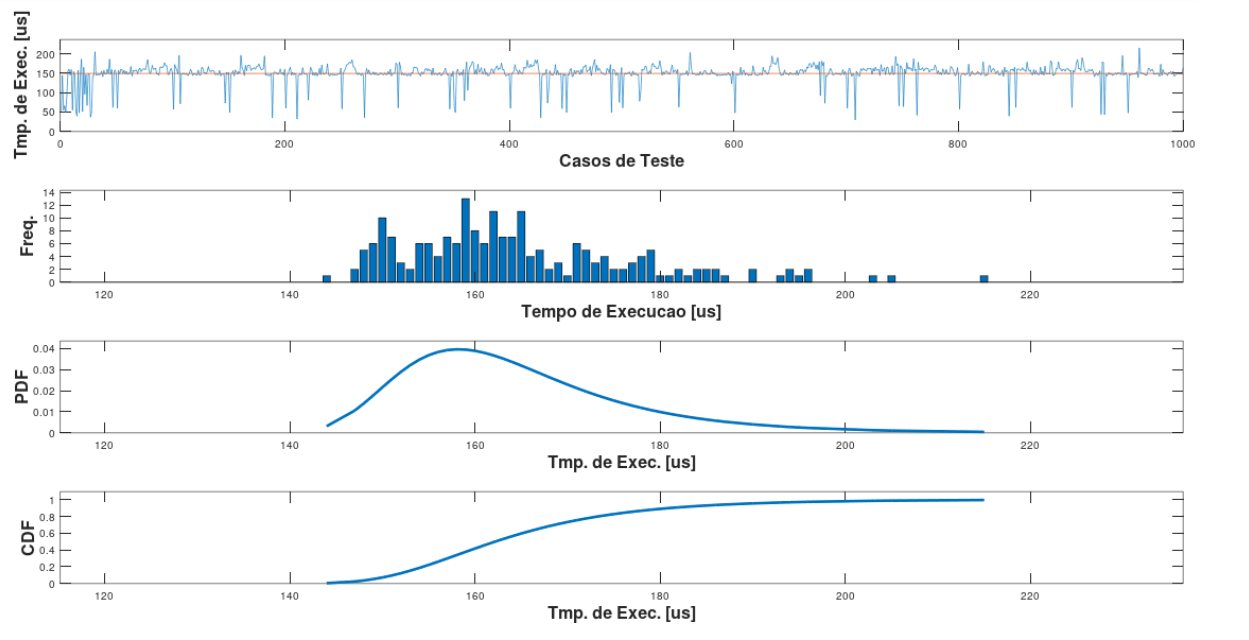 Tmp. de Exec. [us]
200
150
100
50
0
0 200 400 600 800 1000
Casos de Teste
Freq.
14
12
10
8
6
4
2
0
120 140 160 180 200 220
Tempo de Execucao [us]
PDF
0.04
0.03
0.02
0.01
0
120 140 160 180 200 220
Tmp. de Exec. [us]
CDF
1
0.8
0.6
0.4
0.2
0
120 140 160 180 200 220
Tmp. de Exec. [us]